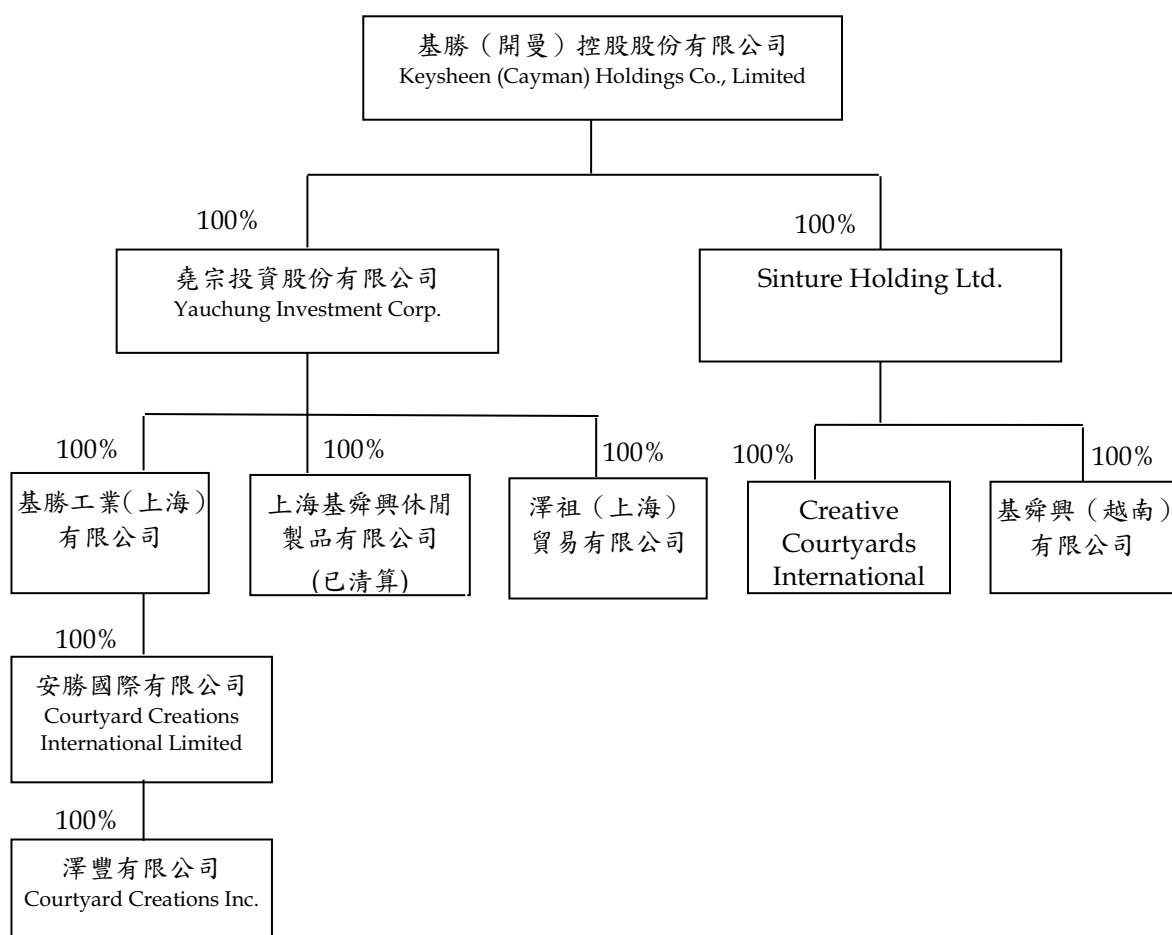 基勝（開曼）控股股份有限公司
Keysheen (Cayman) Holdings Co., Limited
100%
100%
堯宗投資股份有限公司
Yauchung Investment Corp.
Sinture Holding Ltd.
100%
100%
100%
100%
100%
基勝工業(上海)
有限公司
上海基舜興休閒
製品有限公司
(已清算)
澤祖（上海）
貿易有限公司
Creative
Courtyards
International
基舜興（越南）
有限公司
100%
安勝國際有限公司
Courtyard Creations
International Limited
100%
澤豐有限公司
Courtyard Creations Inc.